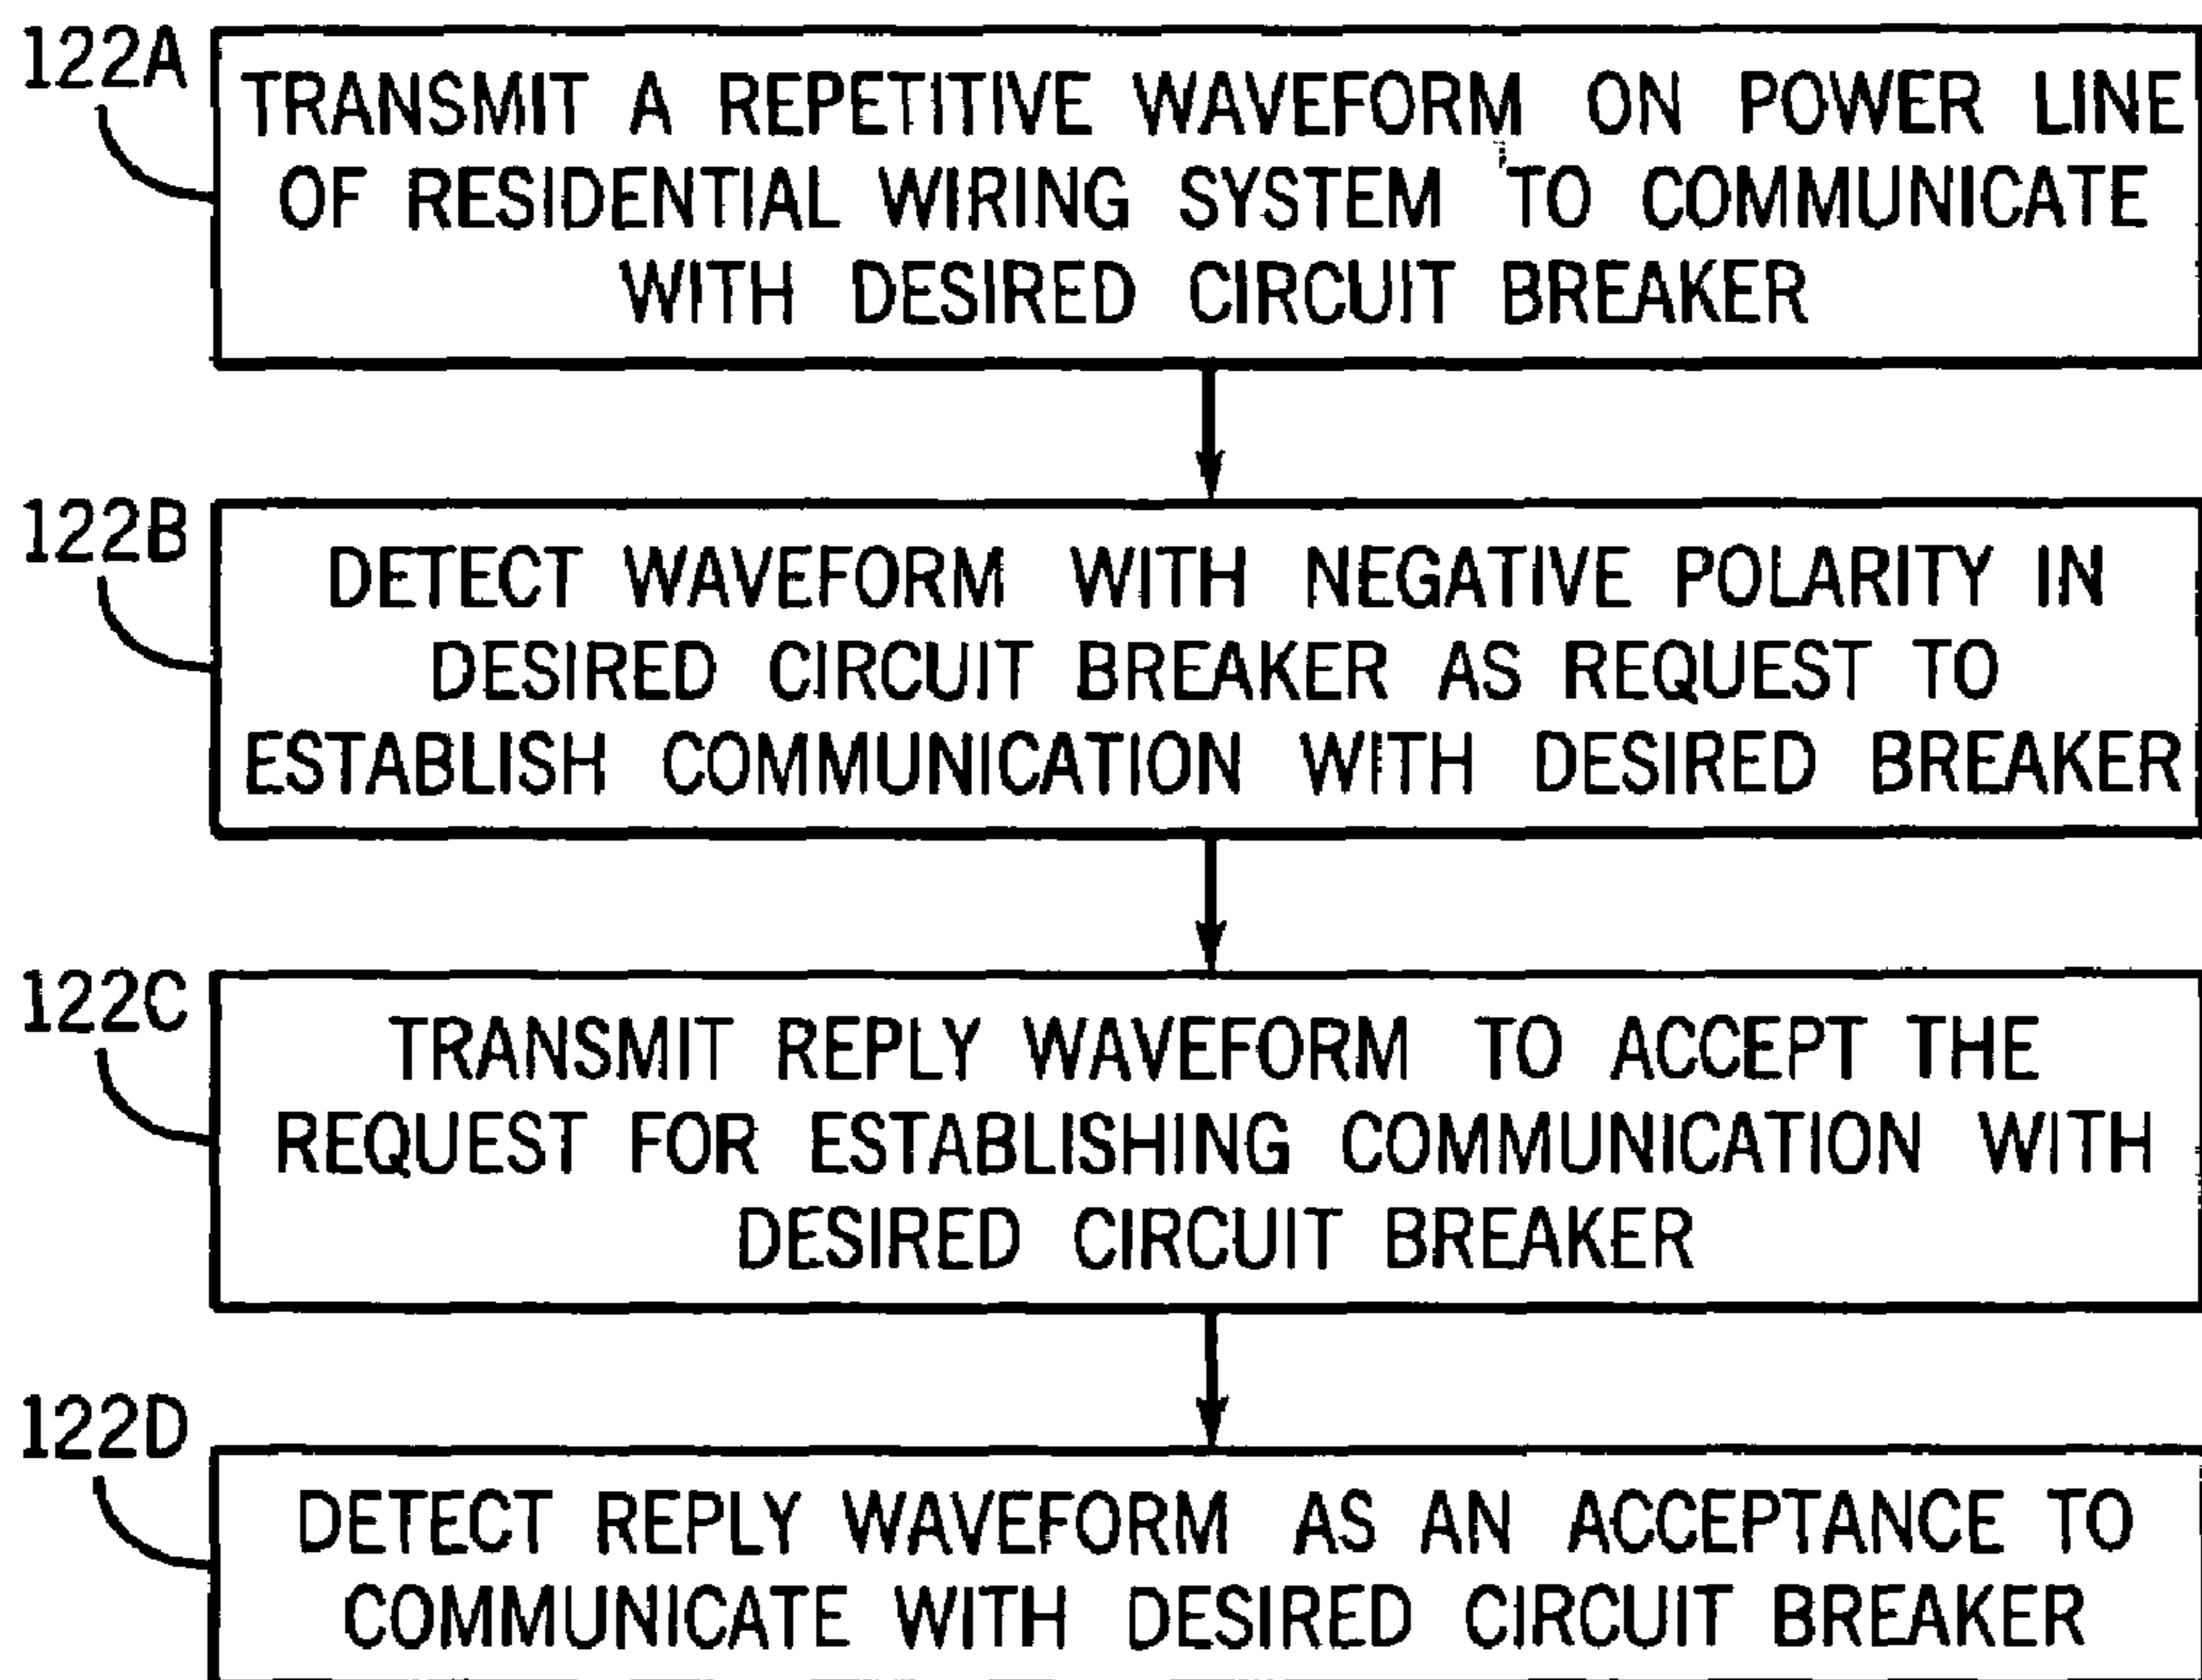 122A
TRANSMIT A REPETITIVE WAVEFORM ON POWER LINE
OF RESIDENTIAL WIRING SYSTEM TO COMMUNICATE
WITH DESIRED CIRCUIT BREAKER
122B
DETECT WAVEFORM WITH NEGATIVE POLARITY IN
DESIRED CIRCUIT BREAKER AS REQUEST TO
ESTABLISH COMMUNICATION WITH DESIRED BREAKER
122C
TRANSMIT REPLY WAVEFORM TO ACCEPT THE
REQUEST FOR ESTABLISHING COMMUNICATION WITH
DESIRED CIRCUIT BREAKER
122D
DETECT REPLY WAVEFORM AS AN ACCEPTANCE TO
COMMUNICATE WITH DESIRED CIRCUIT BREAKER